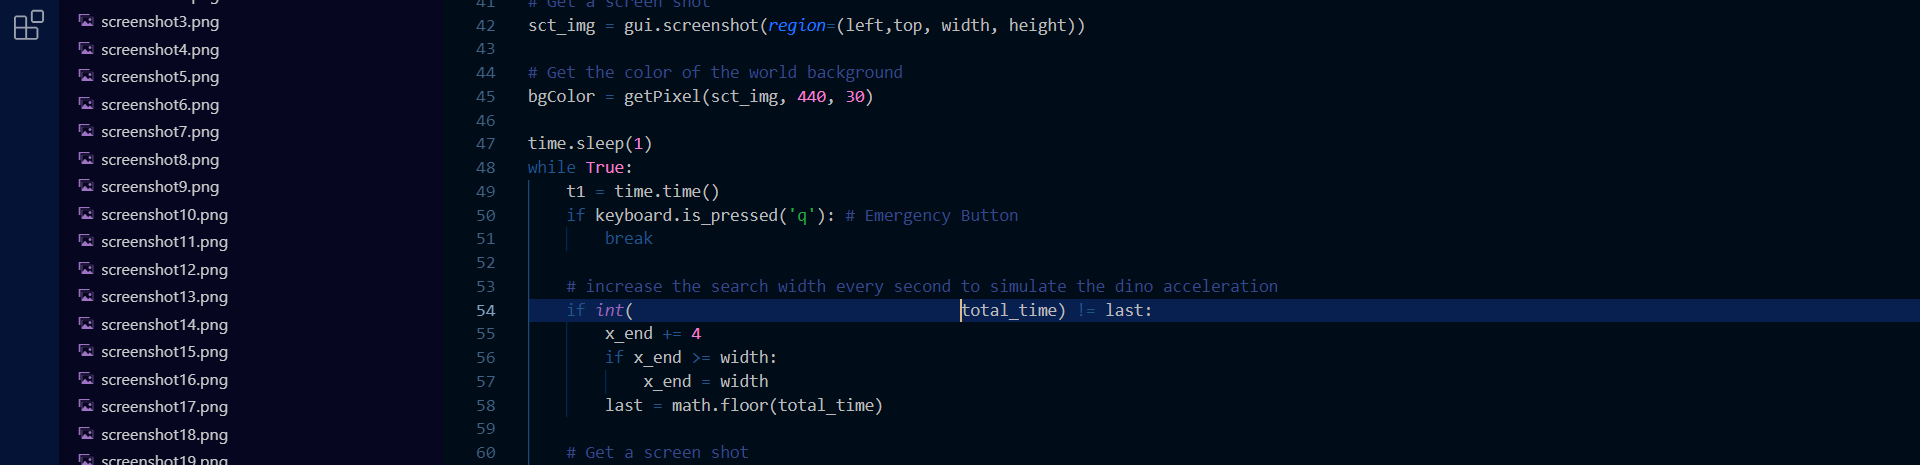 screenshot3.png
screenshot4.png
screenshot5.png
screenshot6.png
screenshot7.png
screenshot8.png
screenshot9.png
screenshot10.png
screenshot11.png
screenshot12.png
screenshot13.png
screenshot14.png
screenshot15.png
screenshot16.png
screenshot17.png
screenshot18.png
screenshot19.png
41 # Get a screen shot
42 sct_img = gui.screenshot(region=(left,top, width, height))
43
44 # Get the color of the world background
45 bgColor = getPixel(sct_img, 440, 30)
46
47 time.sleep(1)
48 while True:
49     t1 = time.time()
50     if keyboard.is_pressed('q'): # Emergency Button
51         break
52
53     # increase the search width every second to simulate the dino acceleration
54     if int(                                  total_time) != last:
55         x_end += 4
56         if x_end >= width:
57             x_end = width
58         last = math.floor(total_time)
59
60     # Get a screen shot